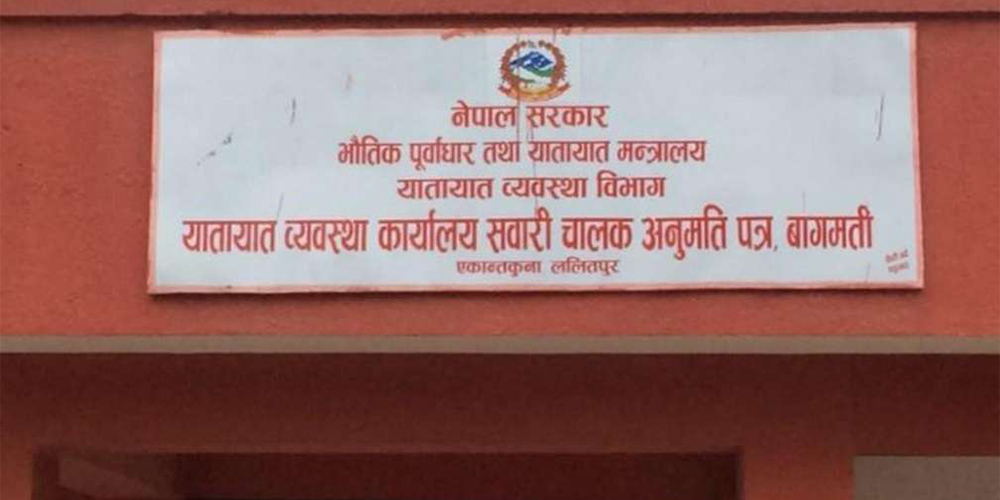 नेपाल सरकार
भौतिक पूर्वाधार तथा यातायात मन्त्रालय
यातायात व्यवस्था विभाग
यातायात व्यवस्था कार्यालय सवारी चालक अनुमति पत्र, बागमती
एकान्तकुना ललितपुर